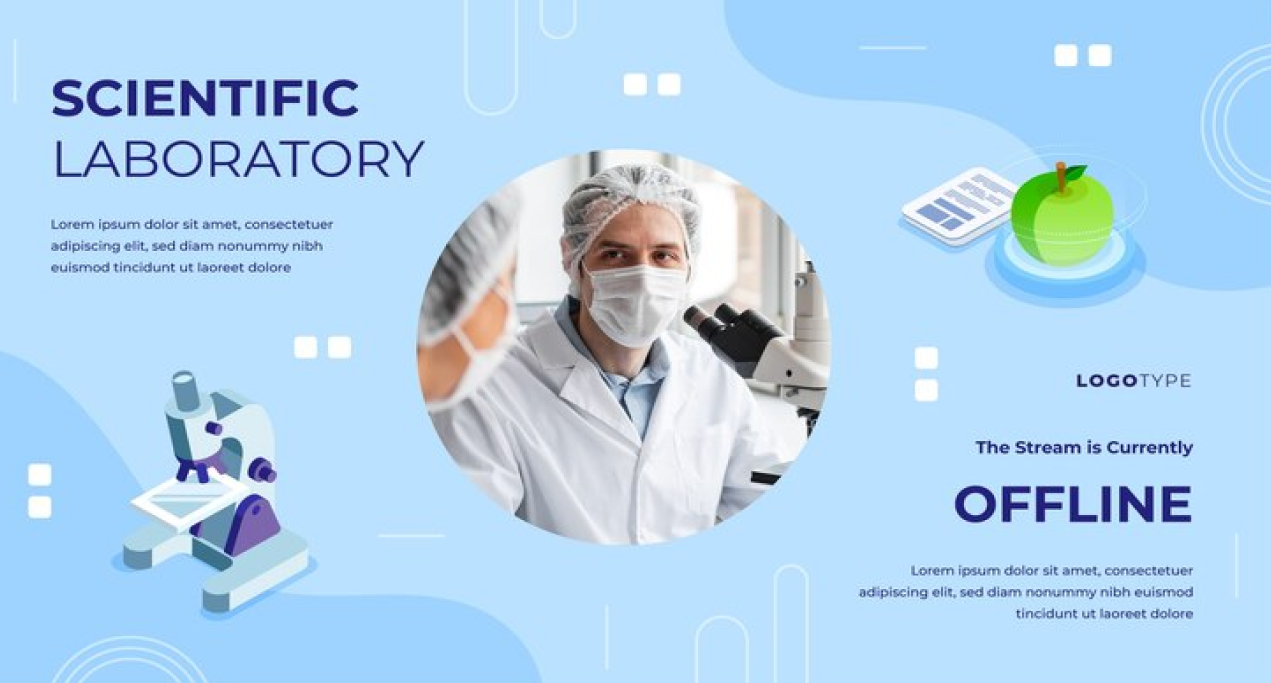 SCIENTIFIC
LABORATORY
Lorem ipsum dolor sit amet, consectetuer
adipiscing elit, sed diam nonummy nibh
euismod tincidunt ut laoreet dolore
LOGOTYPE
The Stream is Currently
OFFLINE
Lorem ipsum dolor sit amet, consectetuer
adipiscing elit, sed diam nonummy nibh euismod
tincidunt ut laoreet dolore